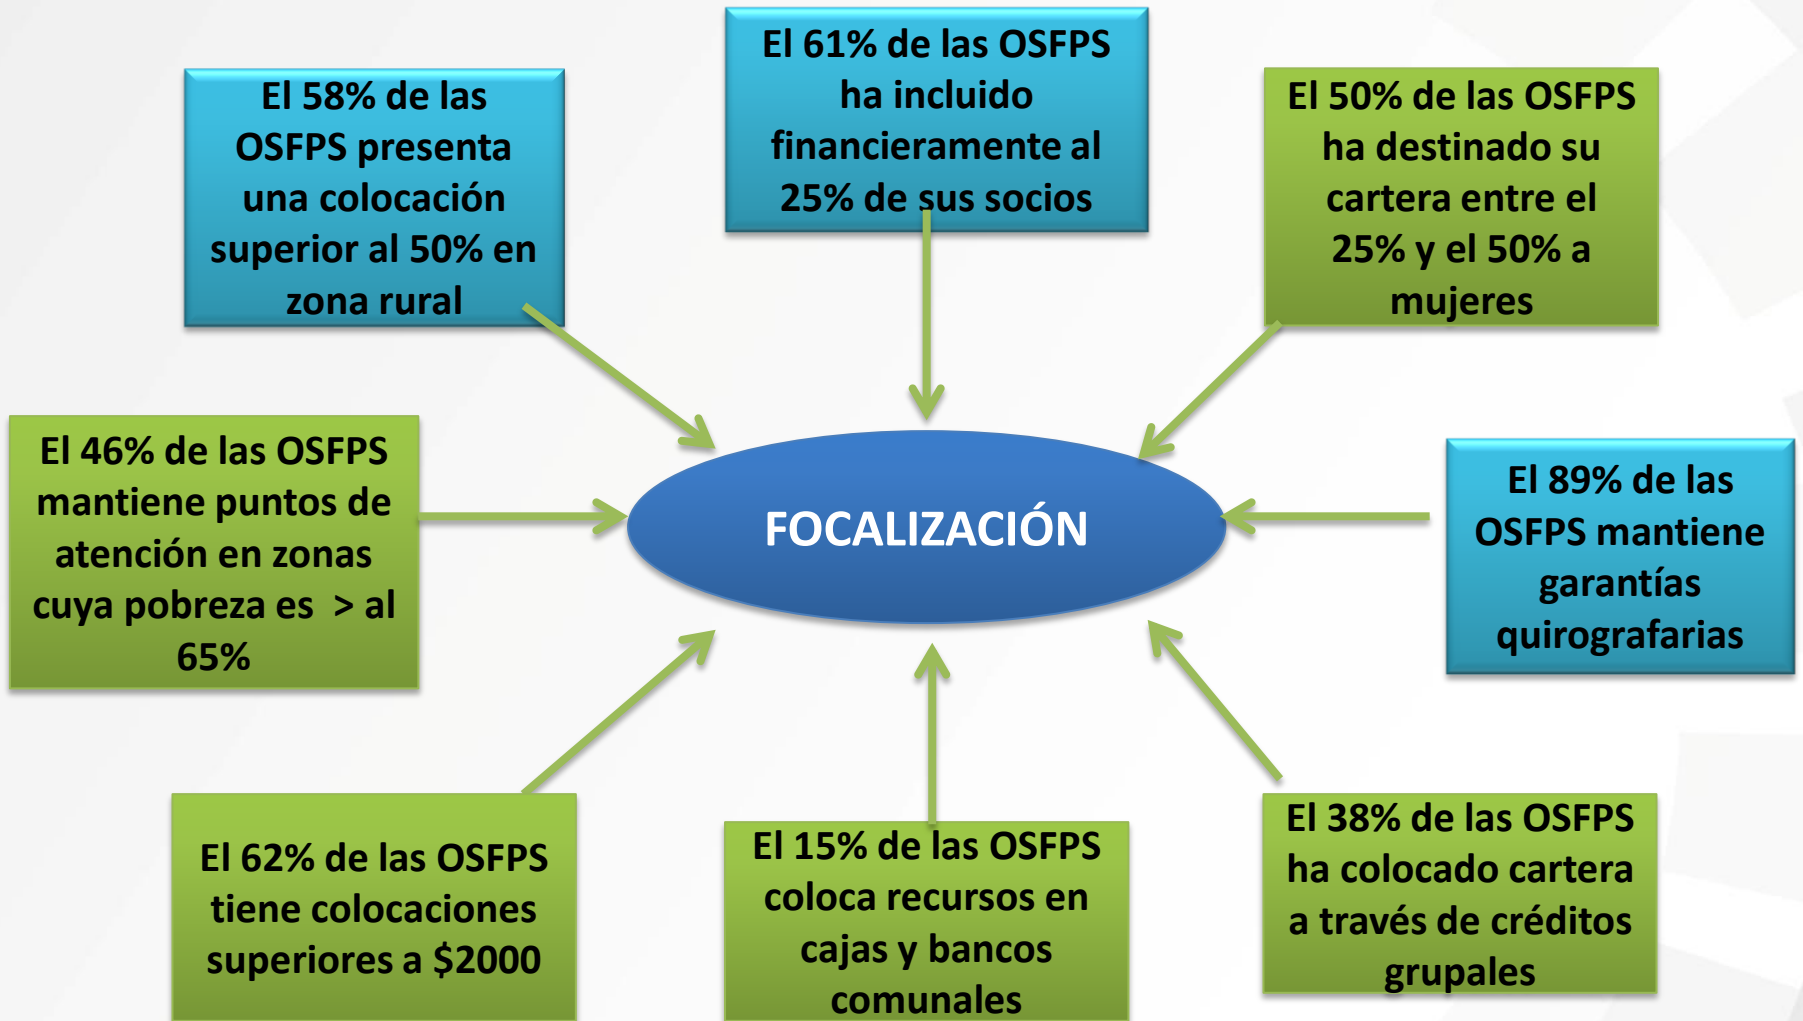 El 58% de las
OSFPS presenta
una colocación
superior al 50% en
zona rural
El 61% de las OSFPS
ha incluido
financieramente al
25% de sus socios
El 50% de las OSFPS
ha destinado su
cartera entre el
25% y el 50% a
mujeres
El 46% de las OSFPS
mantiene puntos de
atención en zonas
cuya pobreza es > al
65%
FOCALIZACIÓN
El 89% de las
OSFPS mantiene
garantías
quirografarias
El 62% de las OSFPS
tiene colocaciones
superiores a $2000
El 15% de las OSFPS
coloca recursos en
cajas y bancos
comunales
El 38% de las OSFPS
ha colocado cartera
a través de créditos
grupales